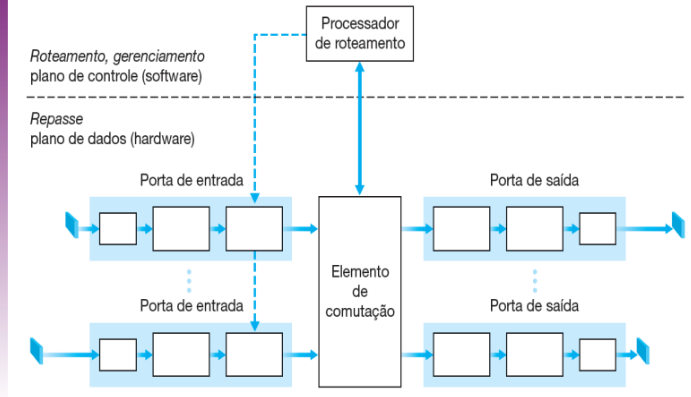 Processador
de roteamento
Roteamento, gerenciamento
plano de controle (software)
Repasse
plano de dados (hardware)
Porta de entrada
Porta de saída
Elemento
de
comutação
Porta de entrada
Porta de saída